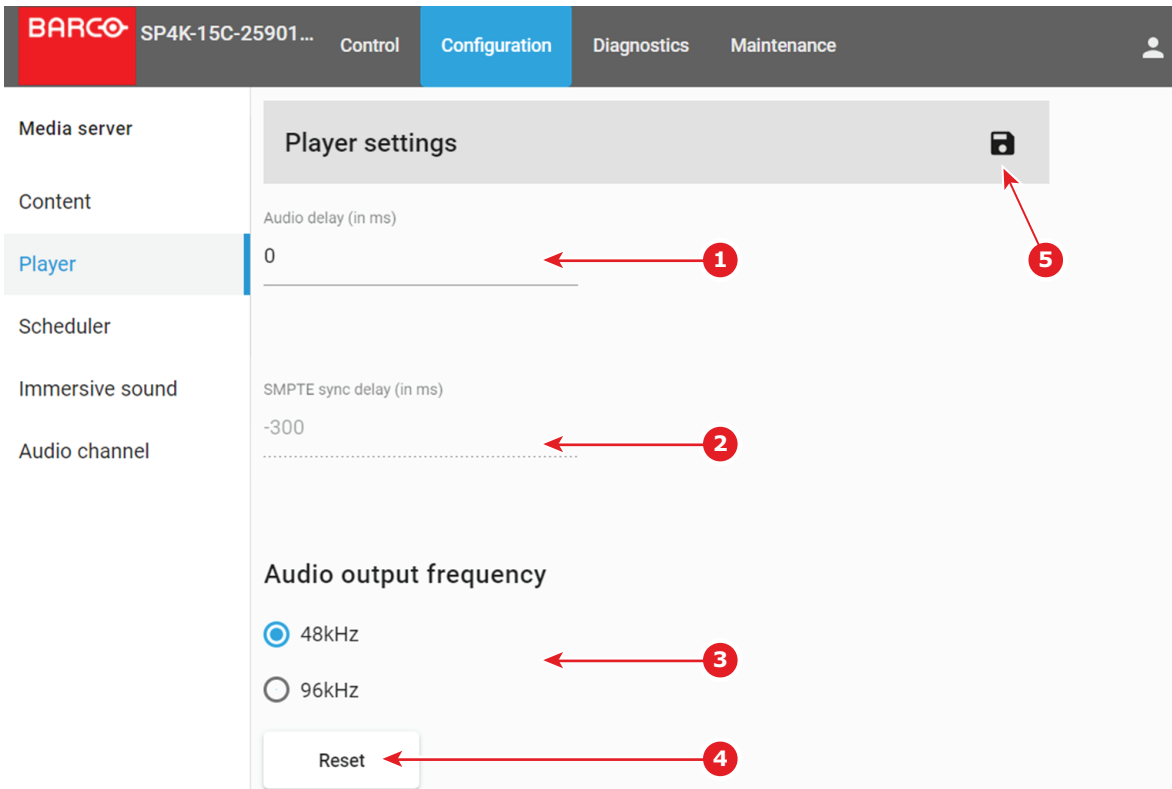 BARCO SP4K-15C-25901... Control Configuration Diagnostics Maintenance
Media server
Content
Player
Scheduler
Immersive sound
Audio channel
Player settings
5
Audio delay (in ms)
0
1
SMPTE sync delay (in ms)
-300
2
Audio output frequency
48kHz
3
96kHz
Reset
4